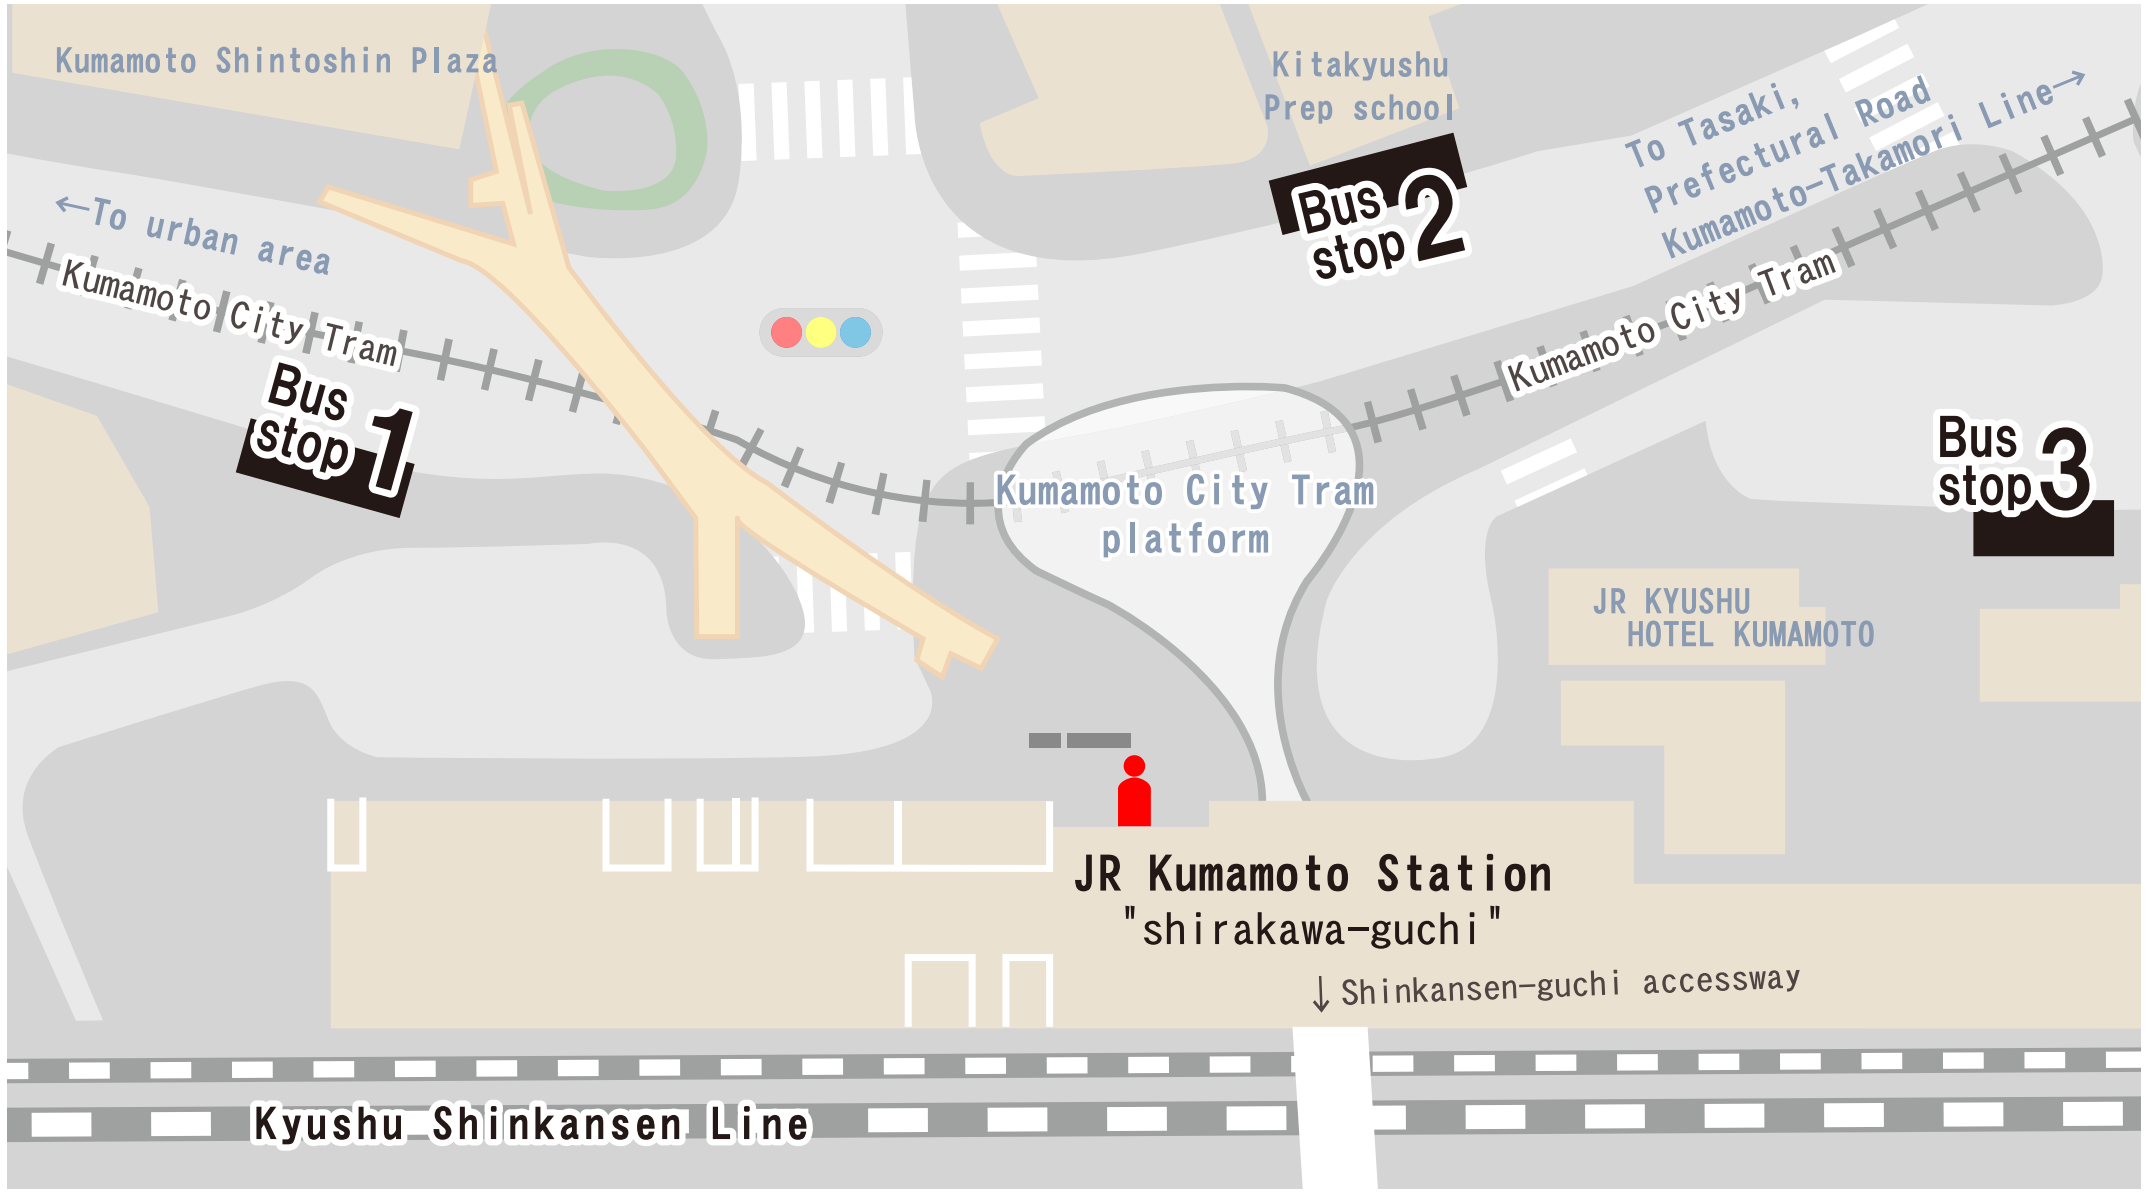 Kumamoto Shintoshin Plaza
Kitakyushu
Prep school
To Tasaki,
Prefectural Road
Kumamoto-Takamori Line→
←To urban area
Kumamoto City Tram
Bus
stop 1
Bus
stop 2
Kumamoto City Tram
Bus
stop 3
Kumamoto City Tram
platform
JR KYUSHU
HOTEL KUMAMOTO
JR Kumamoto Station
"shirakawa-guchi"
↓Shinkansen-guchi accessway
Kyushu Shinkansen Line